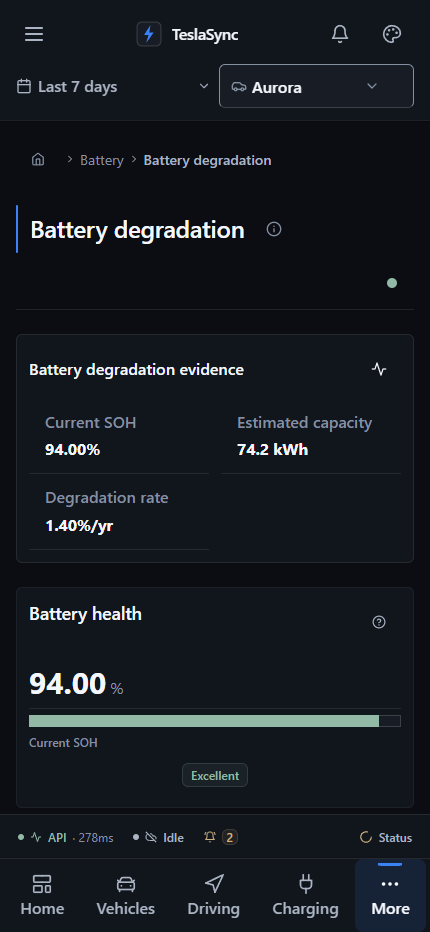 TeslaSync
Last 7 days
Aurora
Battery
Battery degradation
Battery degradation
Battery degradation evidence
Current SOH
Estimated capacity
94.00%
74.2 kWh
Degradation rate
1.40%/yr
Battery health
94.00 %
Current SOH
Excellent
API · 278ms
Idle
2
Status
Home
Vehicles
Driving
Charging
More